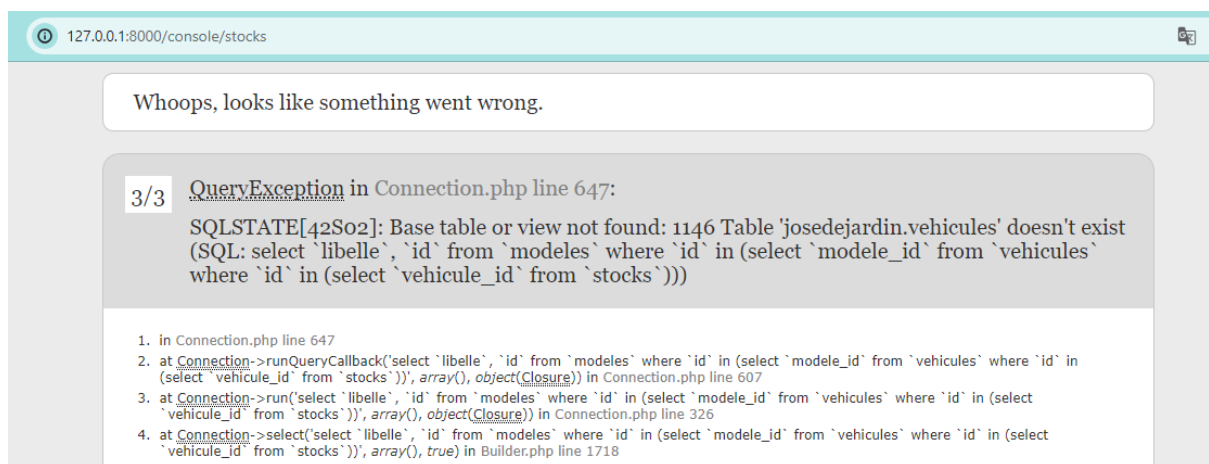 127.0.0.1:8000/console/stocks
Whoops, looks like something went wrong.
3/3 QueryException in Connection.php line 647:
SQLSTATE[42S02]: Base table or view not found: 1146 Table 'josedejardin.vehicules' doesn't exist
(SQL: select `libelle`, `id` from `modeles` where `id` in (select `modele_id` from `vehicules`
where `id` in (select `vehicule_id` from `stocks`)))
1. in Connection.php line 647
2. at Connection->runQueryCallback('select `libelle`, `id` from `modeles` where `id` in (select `modele_id` from `vehicules` where `id` in
(select `vehicule_id` from `stocks`))', array(), object(Closure)) in Connection.php line 607
3. at Connection->run('select `libelle`, `id` from `modeles` where `id` in (select `modele_id` from `vehicules` where `id` in (select
`vehicule_id` from `stocks`))', array(), object(Closure)) in Connection.php line 326
4. at Connection->select('select `libelle`, `id` from `modeles` where `id` in (select `modele_id` from `vehicules` where `id` in (select
`vehicule_id` from `stocks`))', array(), true) in Builder.php line 1718